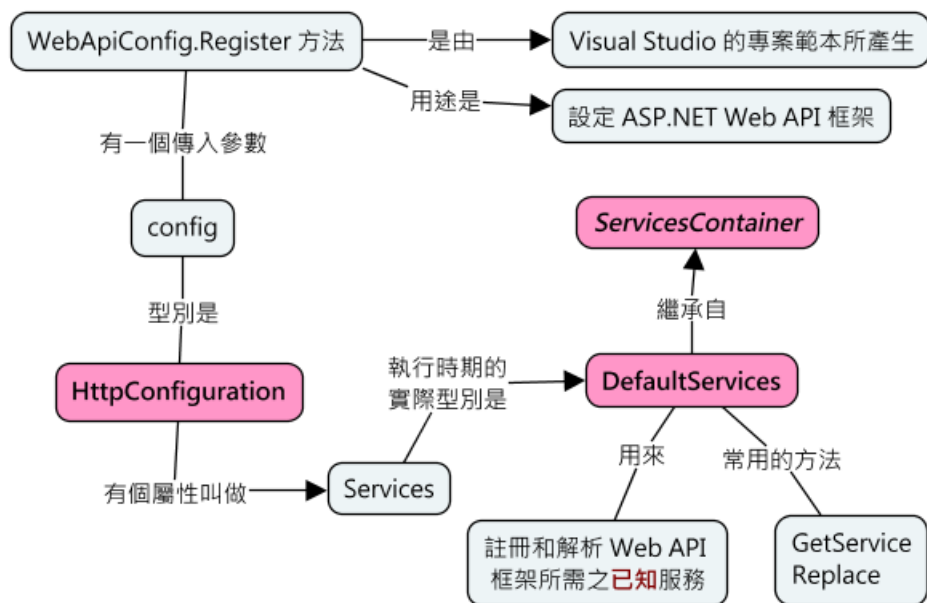 WebApiConfig.Register 方法
是由
Visual Studio 的專案範本所產生
用途是
設定 ASP.NET Web API 框架
有一個傳入參數
config
ServicesContainer
型別是
繼承自
HttpConfiguration
執行時期的
實際型別是
DefaultServices
有個屬性叫做
Services
用來
常用的方法
註冊和解析 Web API
框架所需之已知服務
GetService
Replace